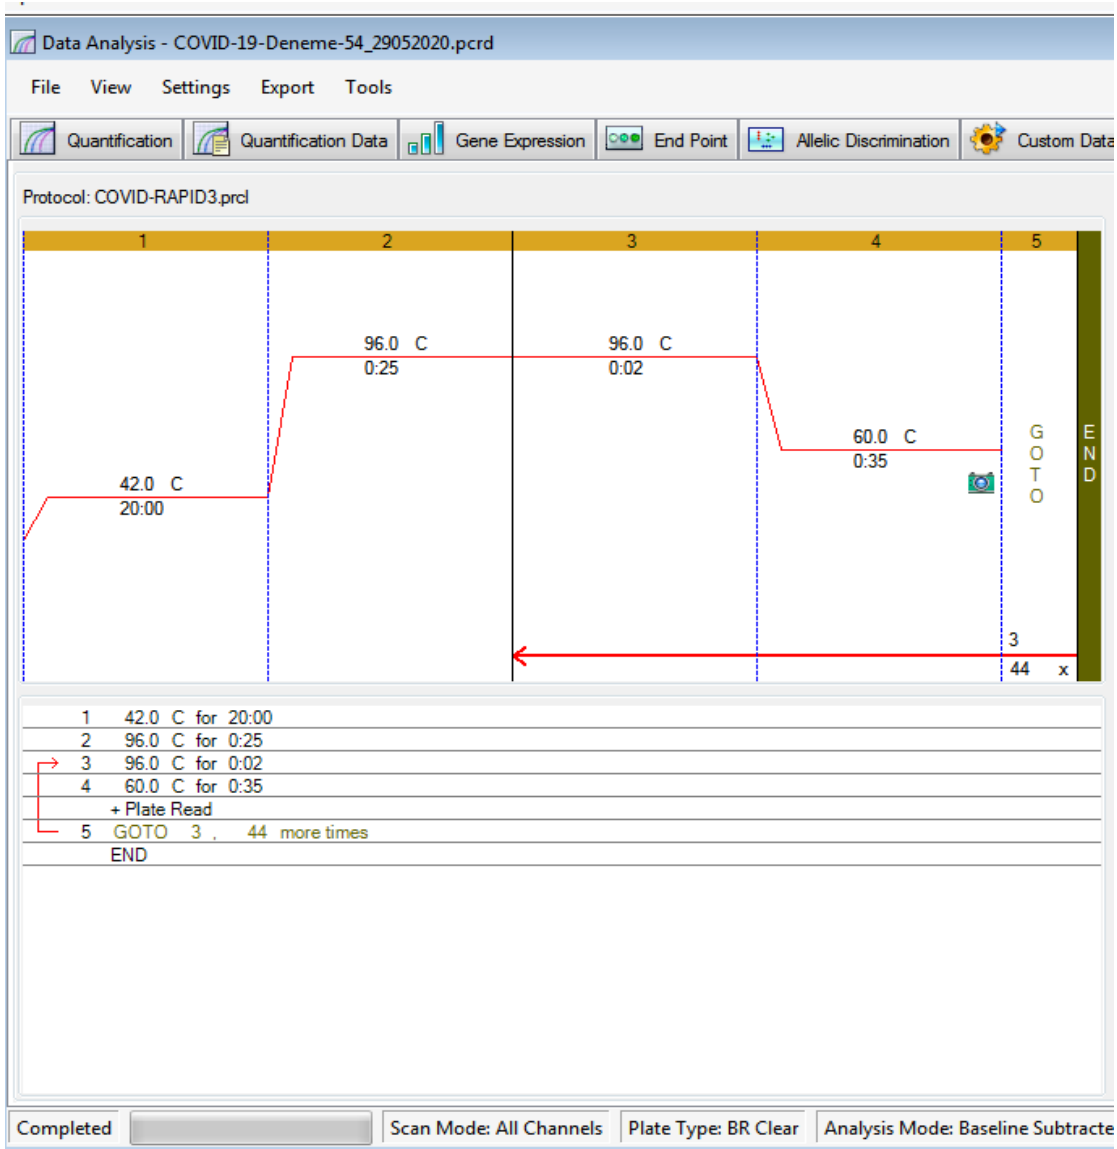 Data Analysis - COVID-19-Deneme-54_29052020.pcrd
File View Settings Export Tools
Quantification Quantification Data Gene Expression End Point Allelic Discrimination Custom Data
Protocol: COVID-RAPID3.prcl
1 2 3 4 5
96.0 C 96.0 C
0:25 0:02
60.0 C
0:35
42.0 C
20:00
GOTO
END
3
44 x
1 42.0 C for 20:00
2 96.0 C for 0:25
3 96.0 C for 0:02
4 60.0 C for 0:35
+ Plate Read
5 GOTO 3 , 44 more times
END
Completed Scan Mode: All Channels Plate Type: BR Clear Analysis Mode: Baseline Subtracte